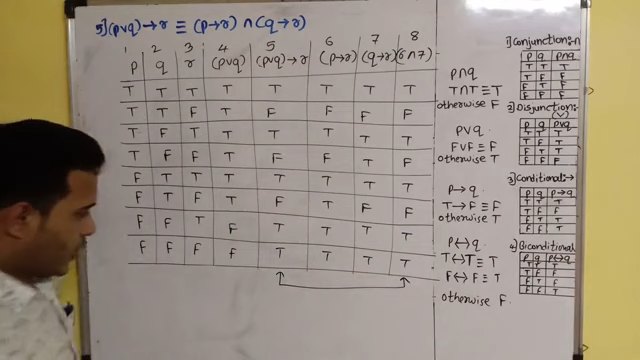 5](p∨q)→r ≡ (p→r) ∩ (q→r)
1 2 3 4 5 6 7 8
p q r (p∨q) (p∨q)→r (p→r) (q→r) (6∩7)
T T T T T T T T
T T F T F F F F
T F T T T T T T
T F F T F F T F
F T T T T T T T
F T F T F T F F
F F T F T T T T
F F F F T T T T
p∩q
T∩T≡T
otherwise F
p∨q
F∨F≡F
otherwise T
p→q
T→F≡F
otherwise T
p↔q
T↔T≡T
F↔F≡T
otherwise F.
1] Conjunction:-∩
p q p∩q
T T T
T F F
F T F
F F F
2] Disjunction:-
(∨)
p q p∨q
T T T
T F T
F T T
F F F
3] Conditional:→
p q p→q
T T T
T F F
F T T
F F T
4] Biconditional
p q p↔q
T T T
T F F
F T F
F F T